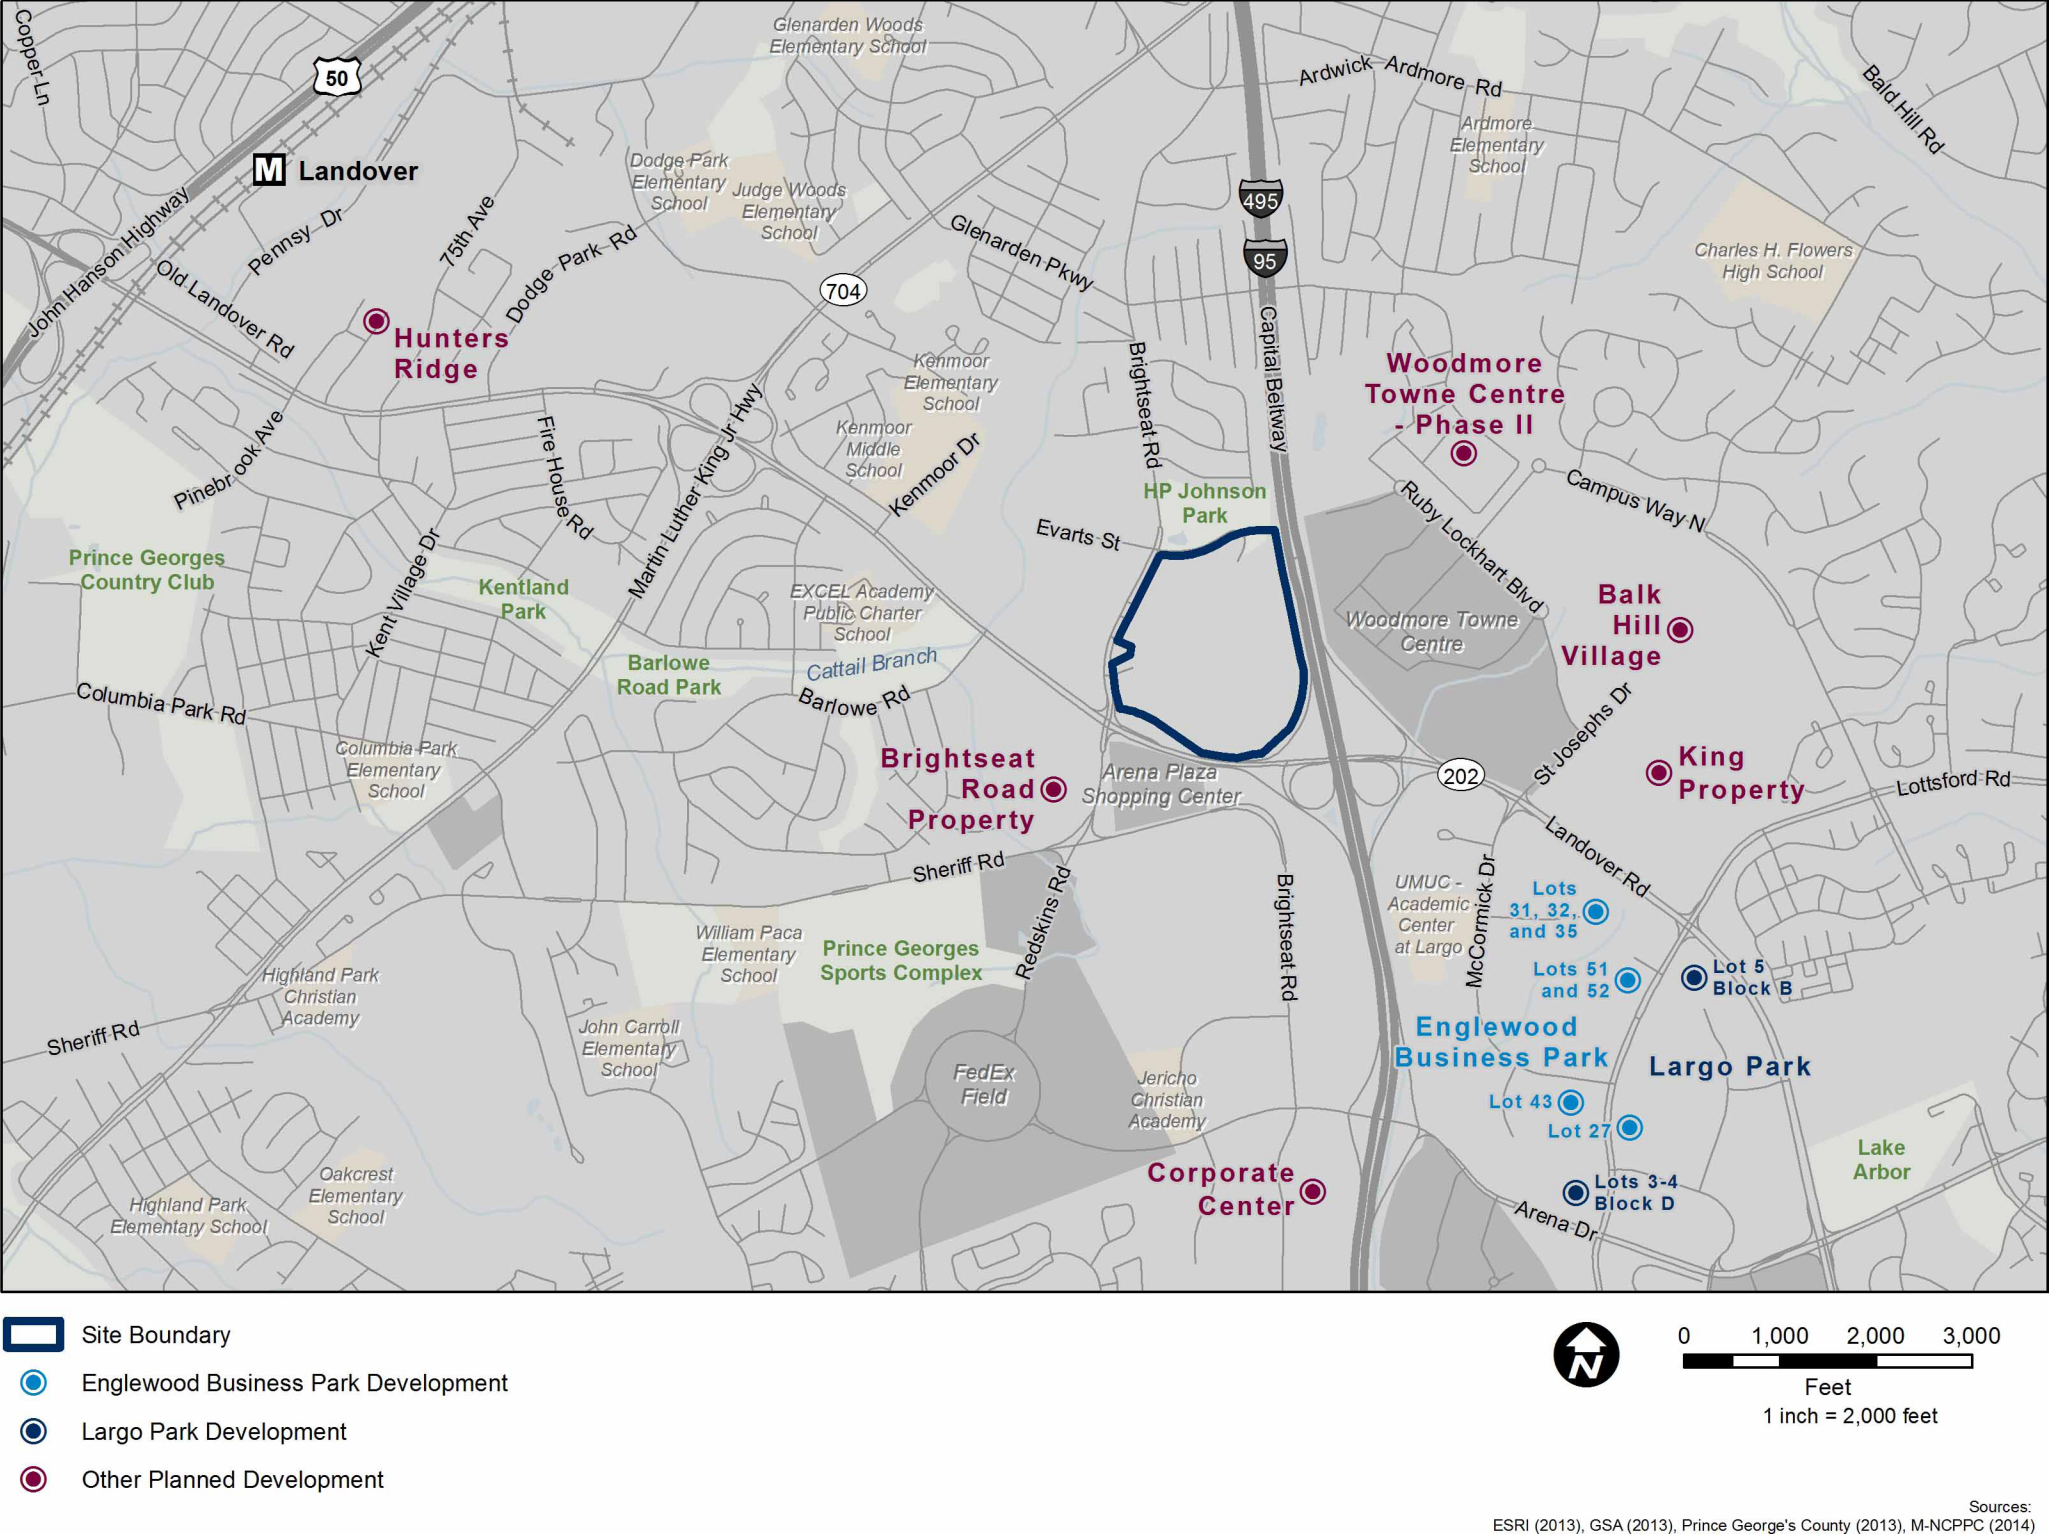 Copper Ln
50
Glenarden Woods
Elementary School
Ardwick Ardmore Rd
Bald Hill Rd
Ardmore
Elementary
School
M Landover
Dodge Park
Elementary
School
Judge Woods
Elementary
School
495
95
John Hanson Highway
Pennsy Dr
75th Ave
Dodge Park Rd
Glenarden Pkwy
Charles H. Flowers
High School
Old Landover Rd
704
Hunters
Ridge
Capital Beltway
Brightseat Rd
Kenmoor
Elementary
School
Woodmore
Towne Centre
- Phase II
Kenmoor
Middle
School
Kenmoor Dr
Pinebrook Ave
Fire House Rd
Martin Luther King Jr Hwy
HP Johnson
Park
Evarts St
Ruby Lockhart Blvd
Campus Way N
Prince Georges
Country Club
Kent Village Dr
Kentland
Park
EXCEL Academy
Public Charter
School
Woodmore Towne
Centre
Balk
Hill
Village
Barlowe
Road Park
Cattail Branch
Barlowe Rd
Columbia Park Rd
St Josephs Dr
Columbia Park
Elementary
School
Brightseat
Road
Property
Arena Plaza
Shopping Center
202
King
Property
Lottsford Rd
Landover Rd
Sheriff Rd
Redskins Rd
Brightseat Rd
UMUC -
Academic
Center
at Largo
McCormick Dr
Lots
31, 32,
and 35
William Paca
Elementary
School
Prince Georges
Sports Complex
Lots 51
and 52
Lot 5
Block B
Highland Park
Christian
Academy
Sheriff Rd
John Carroll
Elementary
School
Englewood
Business Park
Largo Park
FedEx
Field
Jericho
Christian
Academy
Lot 43
Lot 27
Lake
Arbor
Corporate
Center
Lots 3-4
Block D
Arena Dr
Oakcrest
Elementary
School
Highland Park
Elementary School
Site Boundary
Englewood Business Park Development
Largo Park Development
Other Planned Development
N
0 1,000 2,000 3,000
Feet
1 inch = 2,000 feet
Sources:
ESRI (2013), GSA (2013), Prince George's County (2013), M-NCPPC (2014)